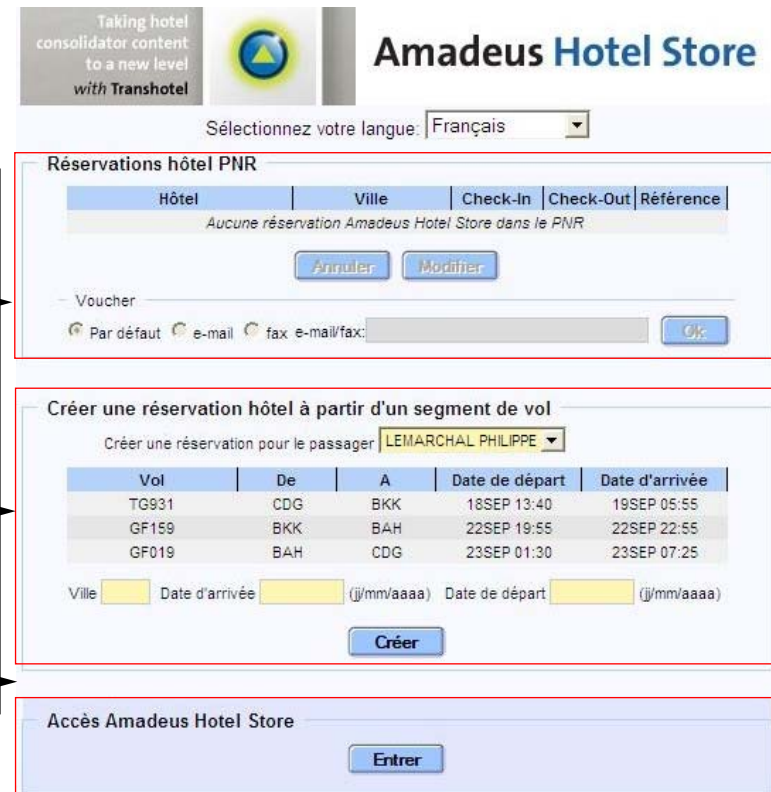 Taking hotel
consolidator content
to a new level
with Transhotel
Amadeus Hotel Store
Sélectionnez votre langue: Français
Réservations hôtel PNR
Hôtel Ville Check-In Check-Out Référence
Aucune réservation Amadeus Hotel Store dans le PNR
Annuler Modifier
Voucher
Par défaut e-mail fax e-mail/fax: Ok
Créer une réservation hôtel à partir d'un segment de vol
Créer une réservation pour le passager LEMARCHAL PHILIPPE
Vol De A Date de départ Date d'arrivée
TG931 CDG BKK 18SEP 13:40 19SEP 05:55
GF159 BKK BAH 22SEP 19:55 22SEP 22:55
GF019 BAH CDG 23SEP 01:30 23SEP 07:25
Ville Date d'arrivée (jj/mm/aaaa) Date de départ (jj/mm/aaaa)
Créer
Accès Amadeus Hotel Store
Entrer